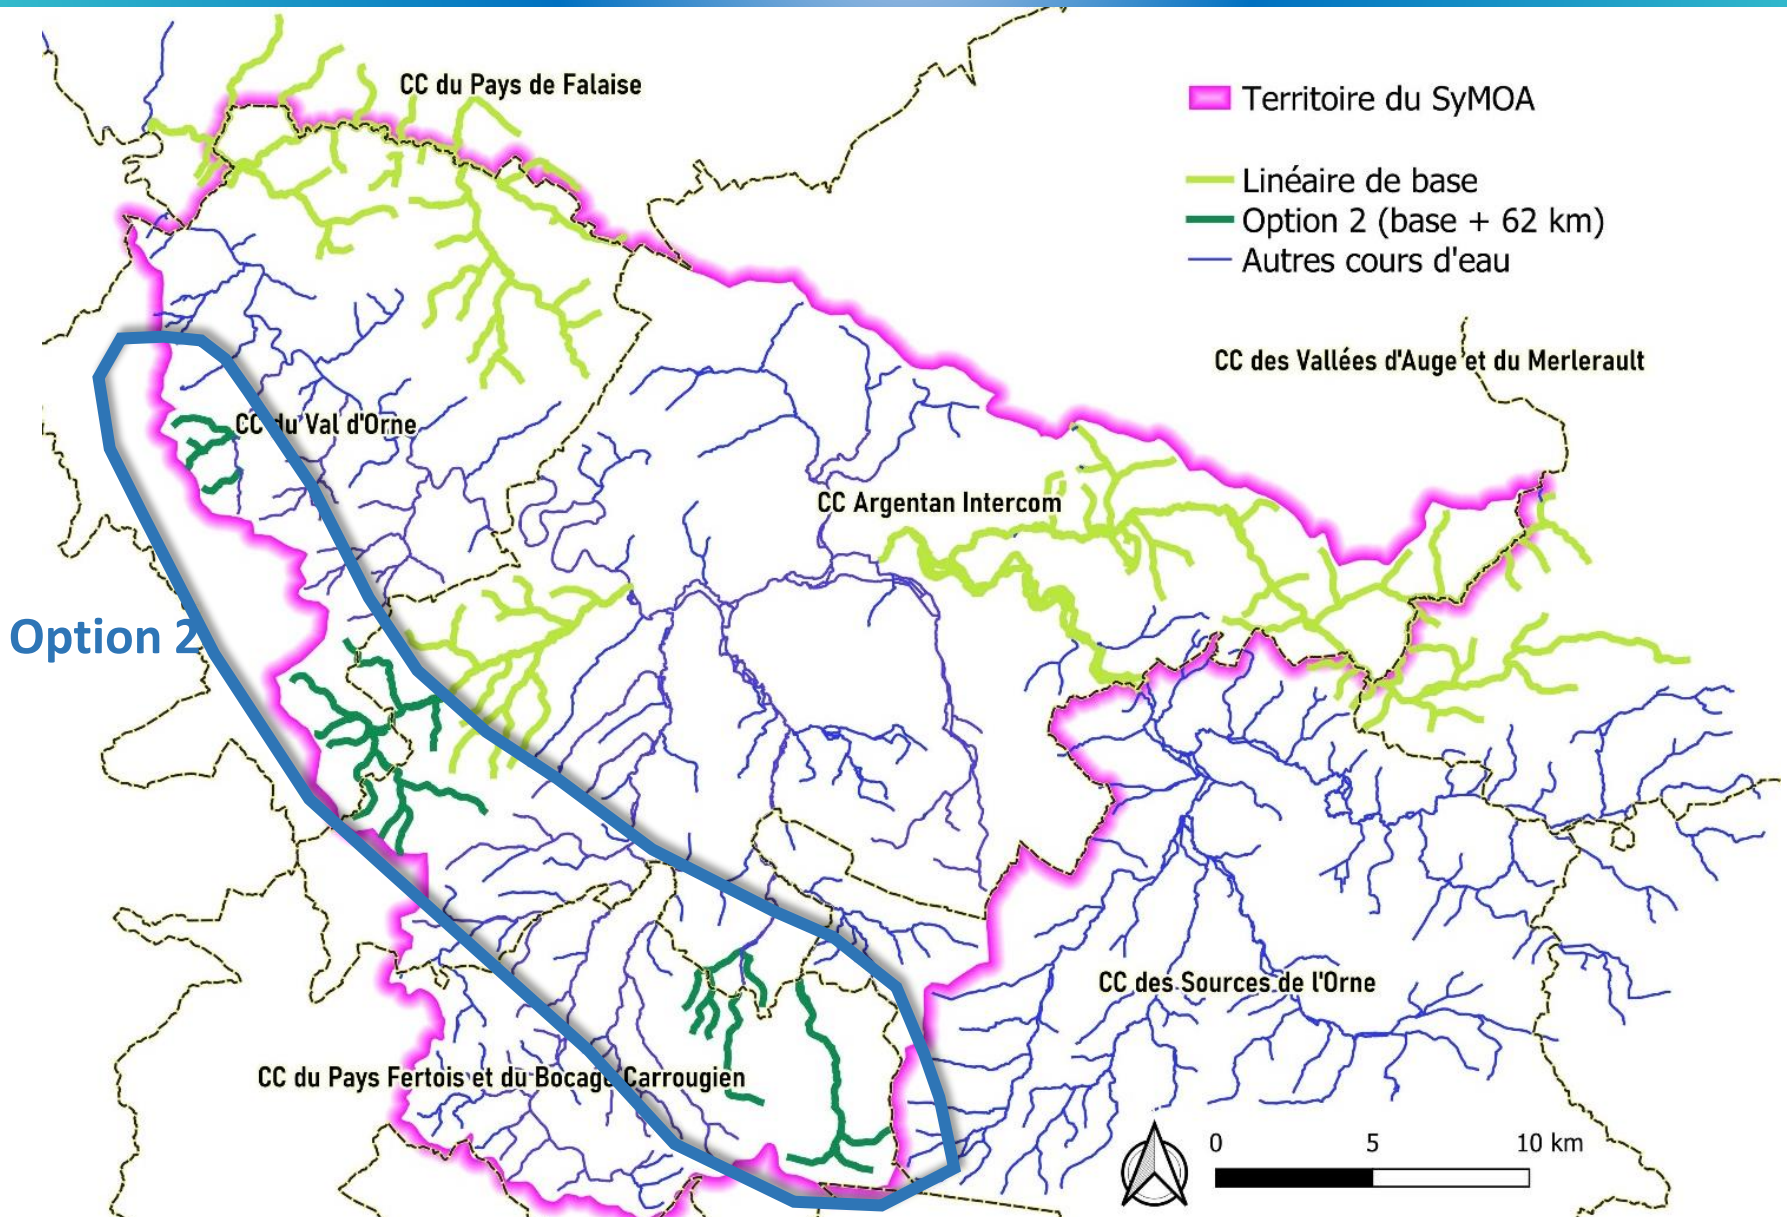 CC du Pays de Falaise
Territoire du SyMOA
Linéaire de base
Option 2 (base + 62 km)
Autres cours d'eau
CC des Vallées d'Auge et du Merlerault
CC du Val d'Orne
CC Argentan Intercom
Option 2
CC des Sources de l'Orne
CC du Pays Fertois et du Bocage Carrougien
0 5 10 km